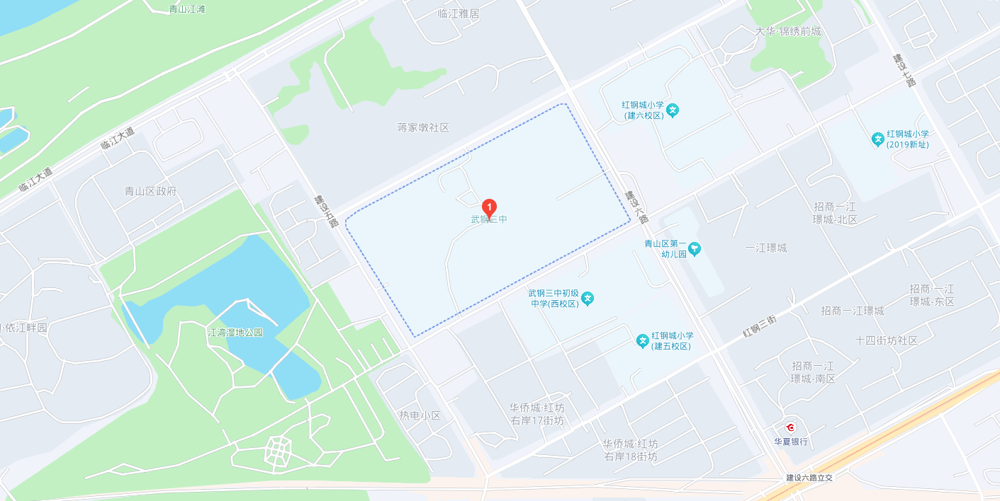 青山江滩
临江雅居
大华·锦绣前城
建设七路
红钢城小学
(建六校区)
蒋家墩社区
临江大道
红钢城小学
(2019新址)
临江大道
青山区政府
建设五路
建设六路
1
武钢三中
招商一江
璟城-北区
青山区第一
幼儿园
一江璟城
武钢三中初级
中学(西校区)
招商·一江
璟城-东区
招商一江璟城
·依江畔园
江湾湿地公园
红钢三街
红钢城小学
(建五校区)
十四街坊社区
招商一江
璟城-南区
热电小区
华侨城·红坊
右岸17街坊
华夏银行
华侨城·红坊
右岸18街坊
建设六路立交